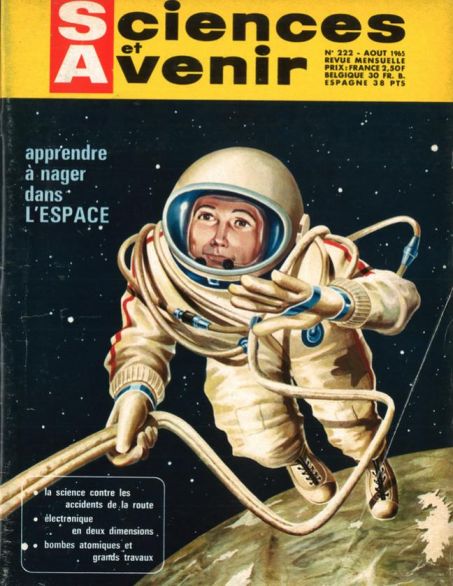 Sciences
et
Avenir
N° 222 - AOUT 1965
REVUE MENSUELLE
PRIX : FRANCE 2,50F
BELGIQUE 30 FR. B.
ESPAGNE 38 PTS
apprendre
à nager
dans
L'ESPACE
• la science contre les
accidents de la route
• électronique
en deux dimensions
• bombes atomiques et
grands travaux